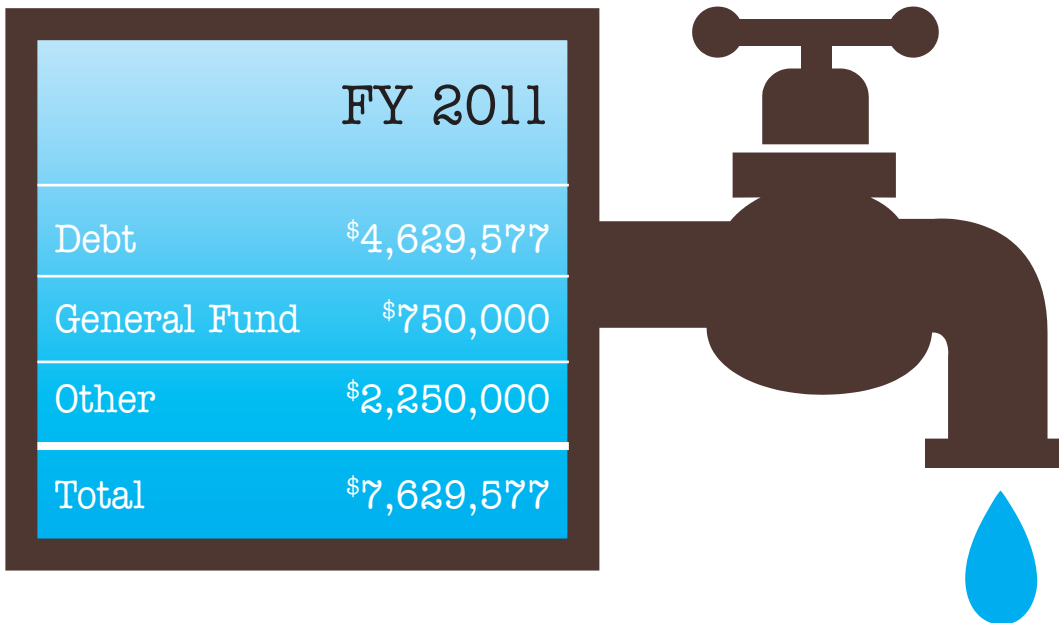 FY 2011
Debt $4,629,577
General Fund $750,000
Other $2,250,000
Total $7,629,577